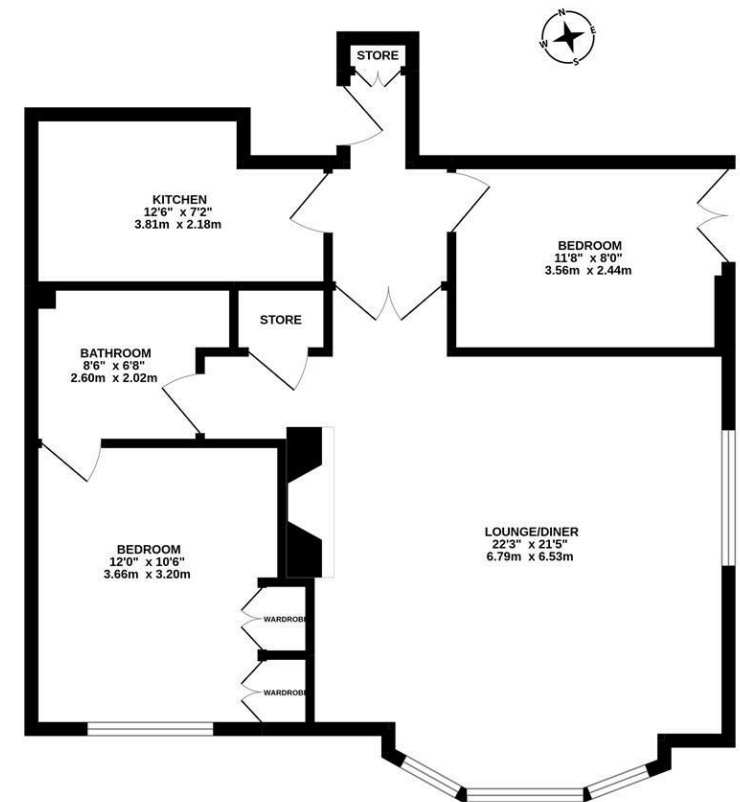 N
E
W
S
STORE
KITCHEN
12'6" x 7'2"
3.81m x 2.18m
BEDROOM
11'8" x 8'0"
3.56m x 2.44m
STORE
BATHROOM
8'6" x 6'8"
2.60m x 2.02m
LOUNGE/DINER
22'3" x 21'5"
6.79m x 6.53m
BEDROOM
12'0" x 10'6"
3.66m x 3.20m
WARDROBE
WARDROBE